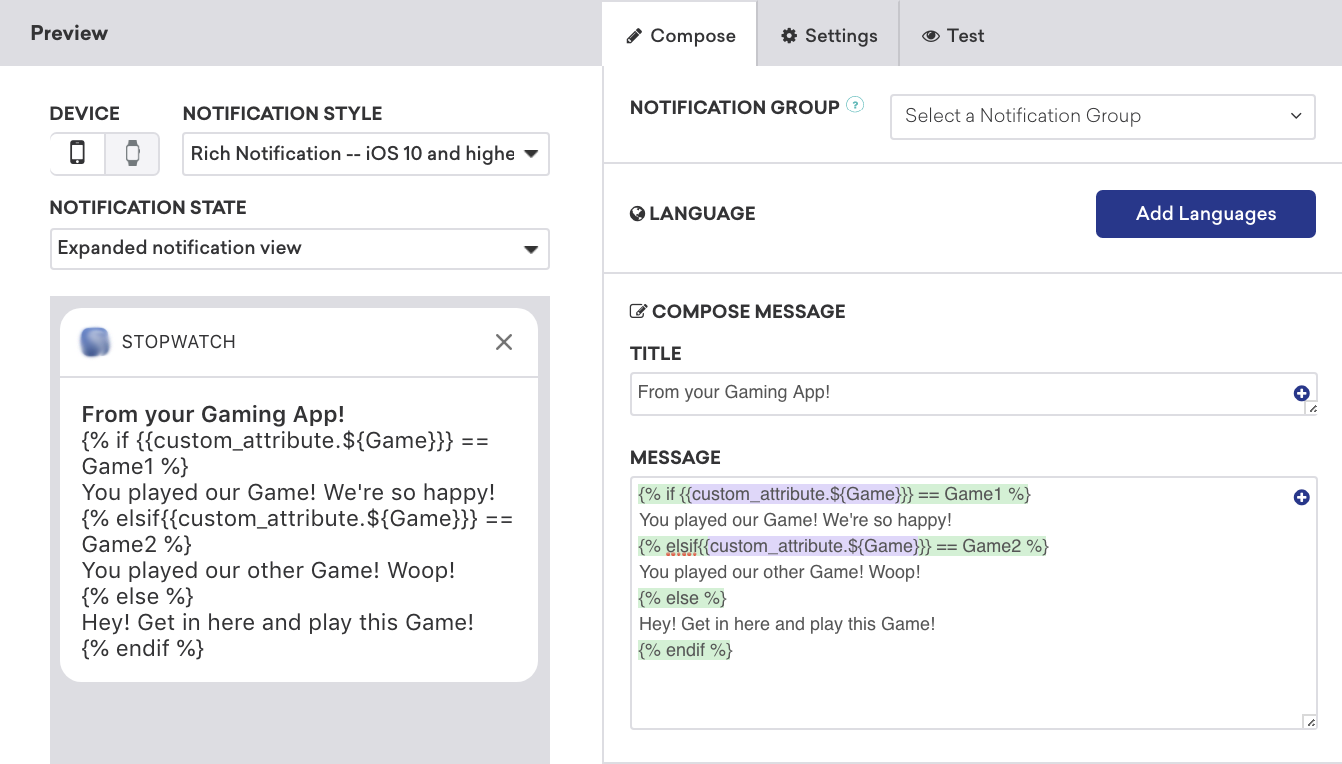 Preview
Compose
Settings
Test
DEVICE
NOTIFICATION STYLE
Rich Notification -- iOS 10 and highe
NOTIFICATION STATE
Expanded notification view
STOPWATCH
From your Gaming App!
{% if {{custom_attribute.${Game}}} ==
Game1 %}
You played our Game! We're so happy!
{% elsif{{custom_attribute.${Game}}} ==
Game2 %}
You played our other Game! Woop!
{% else %}
Hey! Get in here and play this Game!
{% endif %}
NOTIFICATION GROUP ?
Select a Notification Group
LANGUAGE
Add Languages
COMPOSE MESSAGE
TITLE
From your Gaming App!
MESSAGE
{% if {{custom_attribute.${Game}}} == Game1 %}
You played our Game! We're so happy!
{% elsif{{custom_attribute.${Game}}} == Game2 %}
You played our other Game! Woop!
{% else %}
Hey! Get in here and play this Game!
{% endif %}